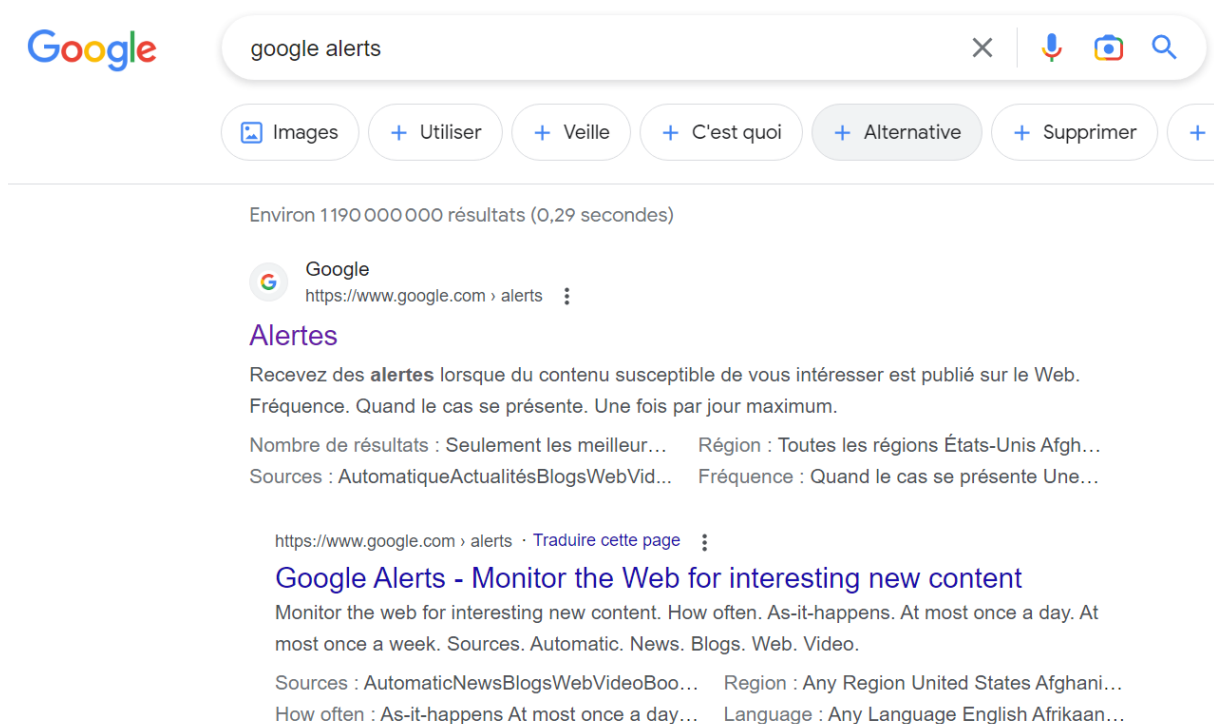 Google
google alerts
Images
Utiliser
Veille
C'est quoi
Alternative
Supprimer
Environ 1 190 000 000 résultats (0,29 secondes)
Google
https://www.google.com › alerts
Alertes
Recevez des alertes lorsque du contenu susceptible de vous intéresser est publié sur le Web.
Fréquence. Quand le cas se présente. Une fois par jour maximum.
Nombre de résultats : Seulement les meilleur… Région : Toutes les régions États-Unis Afgh…
Sources : AutomatiqueActualitésBlogsWebVid... Fréquence : Quand le cas se présente Une…
https://www.google.com › alerts · Traduire cette page
Google Alerts - Monitor the Web for interesting new content
Monitor the web for interesting new content. How often. As-it-happens. At most once a day. At
most once a week. Sources. Automatic. News. Blogs. Web. Video.
Sources : AutomaticNewsBlogsWebVideoBoo… Region : Any Region United States Afghani…
How often : As-it-happens At most once a day… Language : Any Language English Afrikaan…